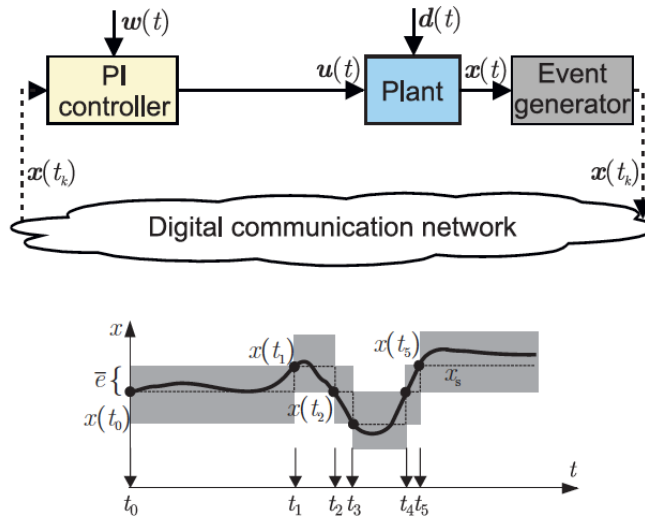 w(t)
d(t)
PI
controller
u(t)
Plant
x(t)
Event
generator
x(t_k)
x(t_k)
Digital communication network
x
x(t_1)
x(t_5)
e̅ {
x_s
x(t_0)
x(t_2)
t
t_0
t_1
t_2
t_3
t_4
t_5